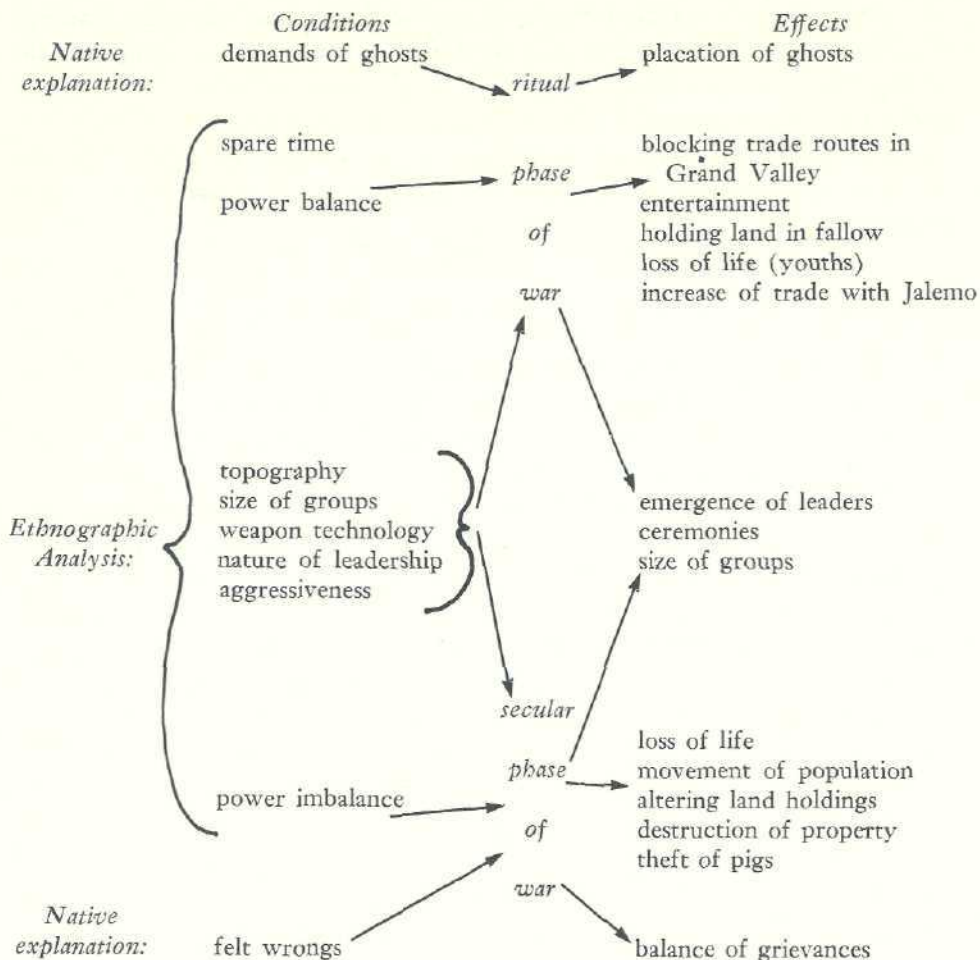 Conditions Effects
Native explanation: demands of ghosts ritual placation of ghosts
spare time
power balance
phase
of
war
blocking trade routes in
Grand Valley
entertainment
holding land in fallow
loss of life (youths)
increase of trade with Jalemo
Ethnographic
Analysis:
topography
size of groups
weapon technology
nature of leadership
aggressiveness
emergence of leaders
ceremonies
size of groups
power imbalance
secular
phase
of
war
loss of life
movement of population
altering land holdings
destruction of property
theft of pigs
Native
explanation: felt wrongs balance of grievances